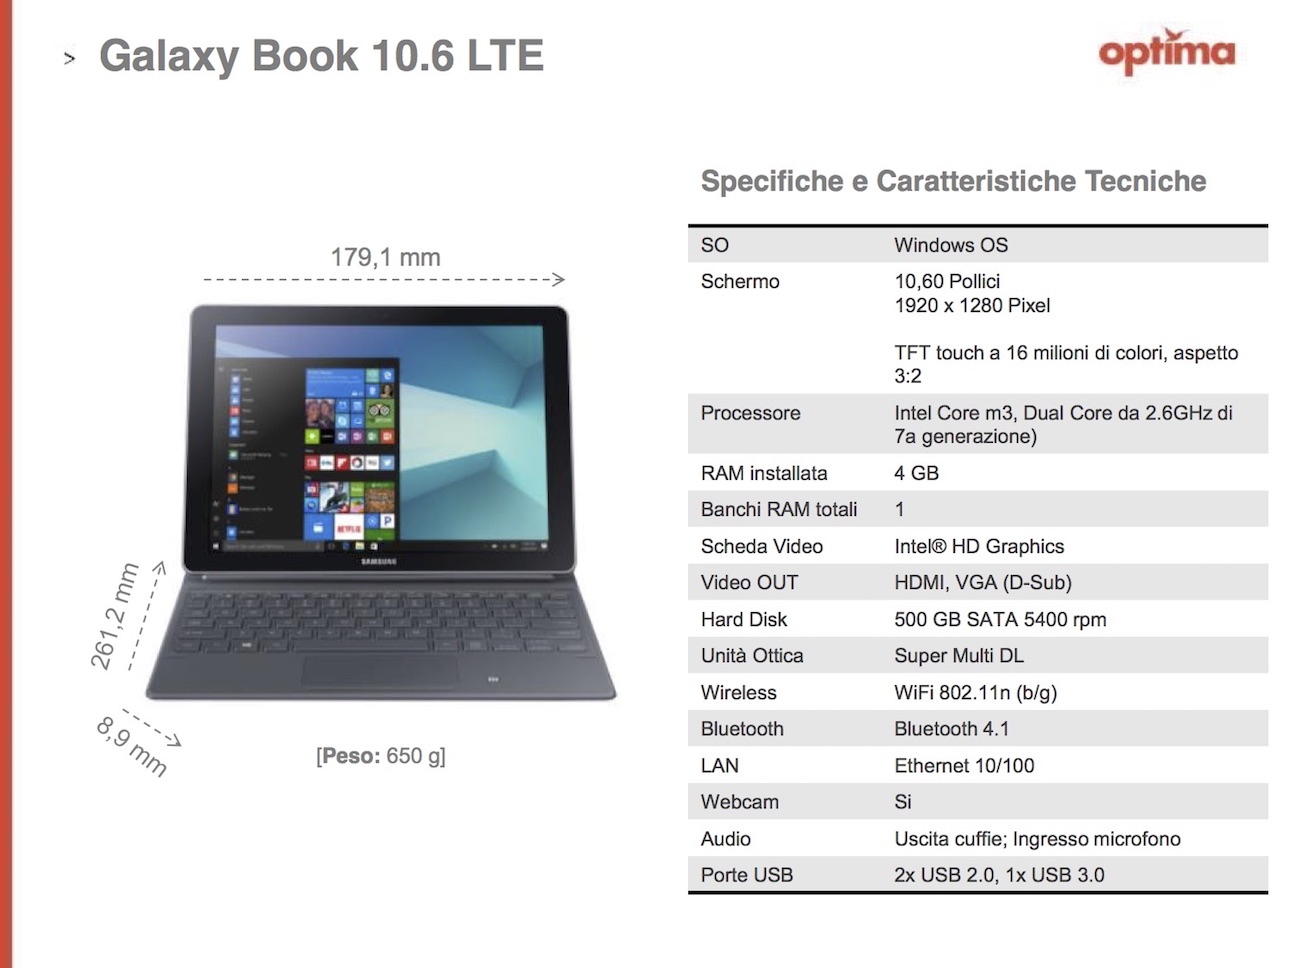 > Galaxy Book 10.6 LTE
optima
179,1 mm
261,2 mm
8,9 mm
SAMSUNG
NETFLIX
[Peso: 650 g]
Specifiche e Caratteristiche Tecniche
SO Windows OS
Schermo 10,60 Pollici
1920 x 1280 Pixel
TFT touch a 16 milioni di colori, aspetto
3:2
Processore Intel Core m3, Dual Core da 2.6GHz di
7a generazione)
RAM installata 4 GB
Banchi RAM totali 1
Scheda Video Intel® HD Graphics
Video OUT HDMI, VGA (D-Sub)
Hard Disk 500 GB SATA 5400 rpm
Unità Ottica Super Multi DL
Wireless WiFi 802.11n (b/g)
Bluetooth Bluetooth 4.1
LAN Ethernet 10/100
Webcam Si
Audio Uscita cuffie; Ingresso microfono
Porte USB 2x USB 2.0, 1x USB 3.0